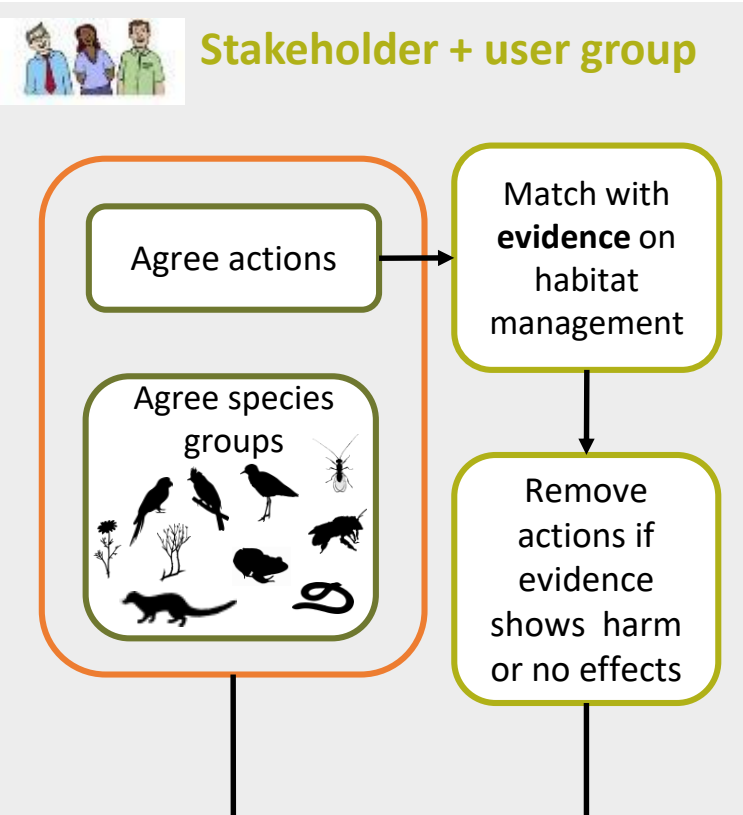 Stakeholder + user group
Agree actions
Match with
evidence on
habitat
management
Agree species
groups
Remove
actions if
evidence
shows harm
or no effects